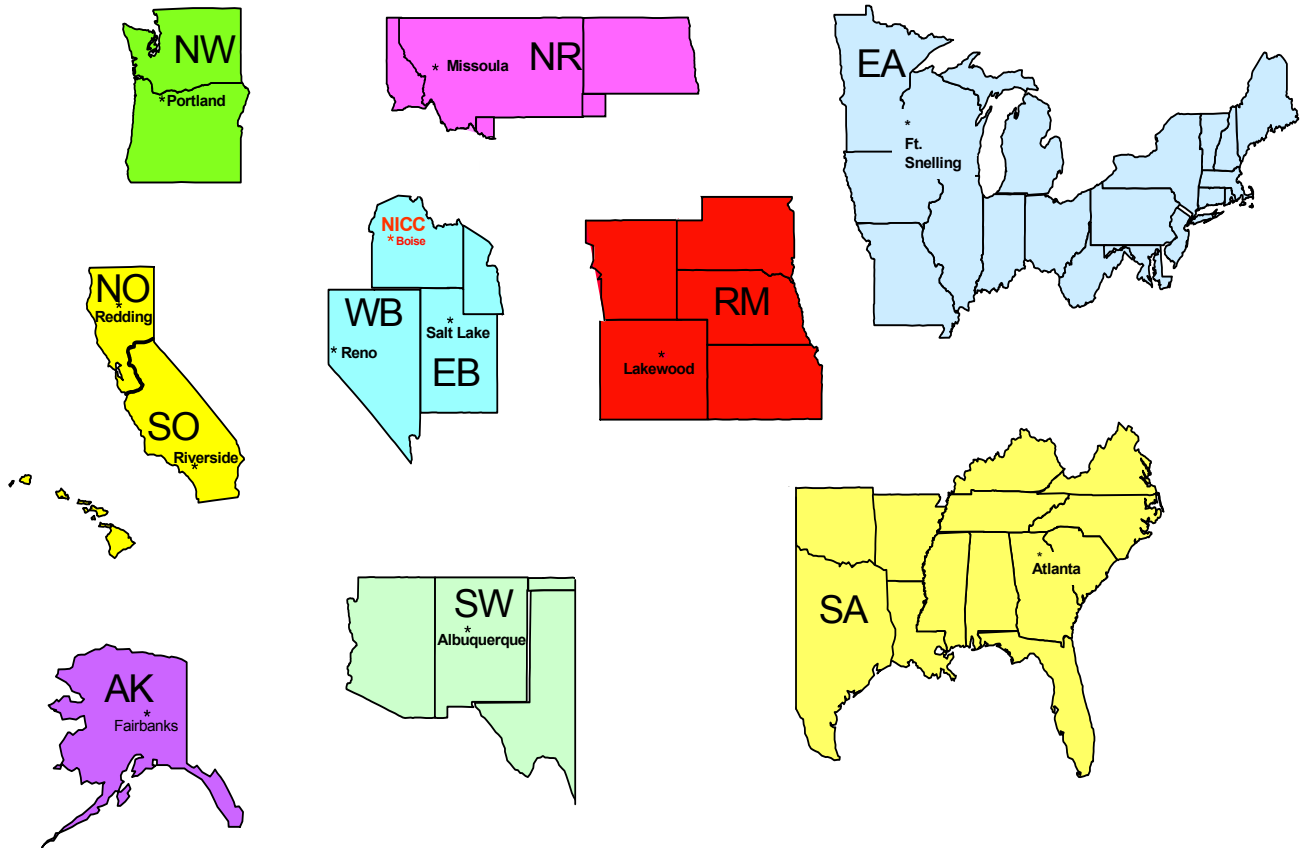 NW
Portland
NR
Missoula
EA
Ft.
Snelling
NICC
Boise
WB
Salt Lake
Reno
EB
RM
Lakewood
NO
Redding
SO
Riverside
SW
Albuquerque
SA
Atlanta
AK
Fairbanks